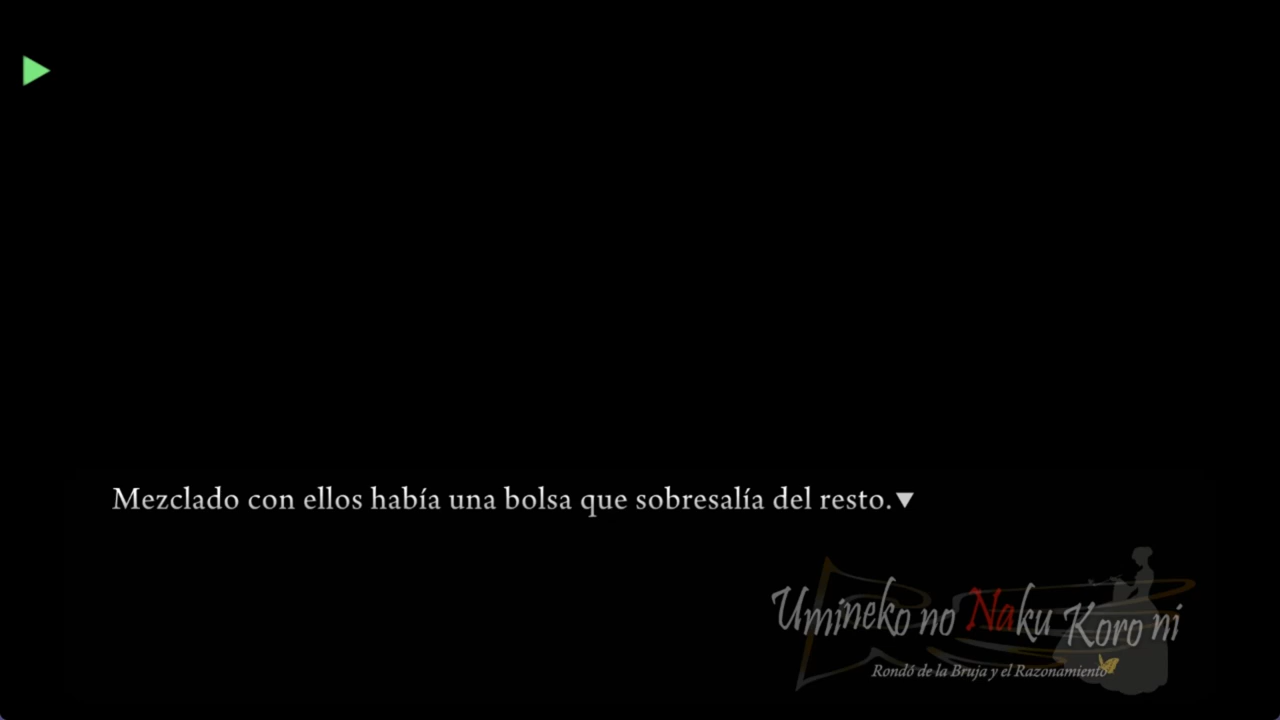 Mezclado con ellos había una bolsa que sobresalía del resto.
Umineko no Naku Koro ni
Rondó de la Bruja y el Razonamiento